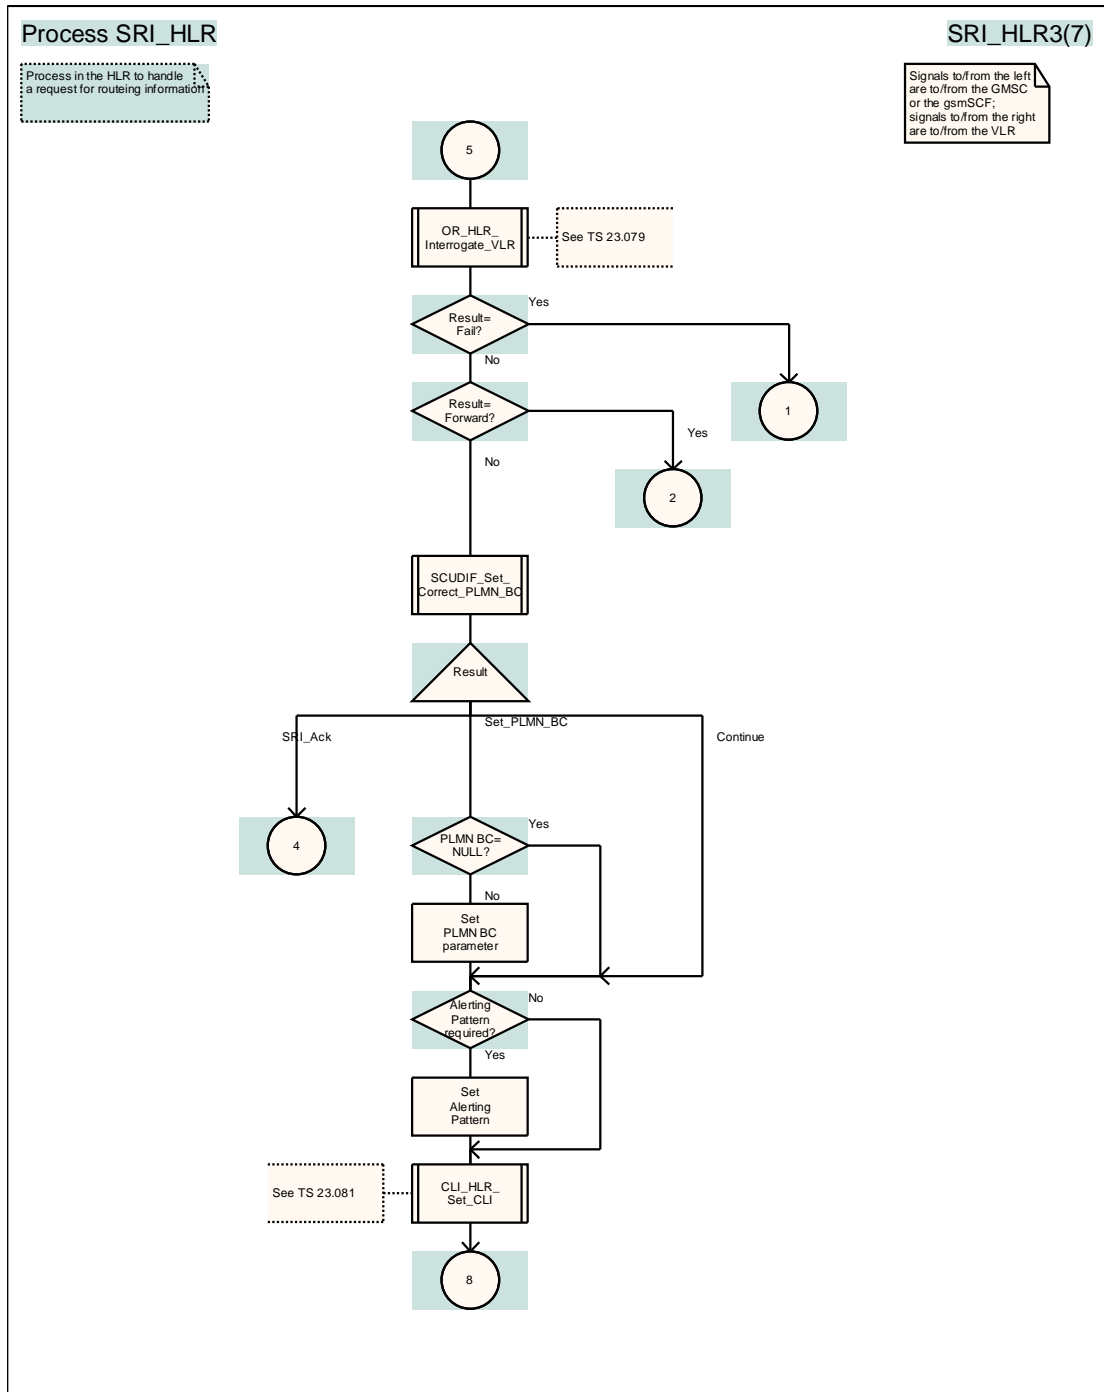 Process SRI_HLR
SRI_HLR3(7)
Process in the HLR to handle
a request for routeing information
Signals to/from the left
are to/from the GMSC
or the gsmSCF;
signals to/from the right
are to/from the VLR
5
OR_HLR_
Interrogate_VLR
See TS 23.079
Yes
Result=
Fail?
No
Result=
Forward?
1
Yes
No
2
SCUDIF_Set_
Correct_PLMN_BC
Result
Set_PLMN_BC
SRI_Ack
Continue
Yes
4
PLMN BC=
NULL?
No
Set
PLMN BC
parameter
No
Alerting
Pattern
required?
Yes
Set
Alerting
Pattern
See TS 23.081
CLI_HLR_
Set_CLI
8